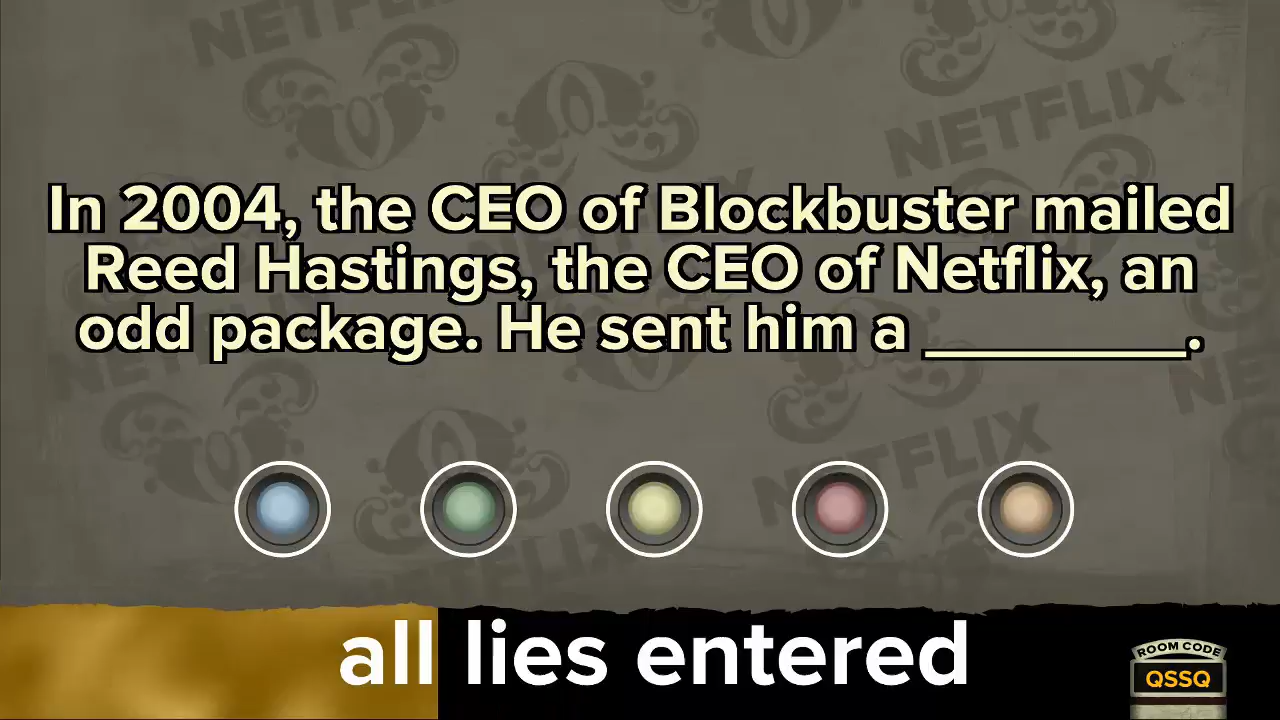 NETFLIX
NETFLIX
In 2004, the CEO of Blockbuster mailed
Reed Hastings, the CEO of Netflix, an
odd package. He sent him a ________.
NETFLIX
all lies entered
ROOM CODE
QSSQ